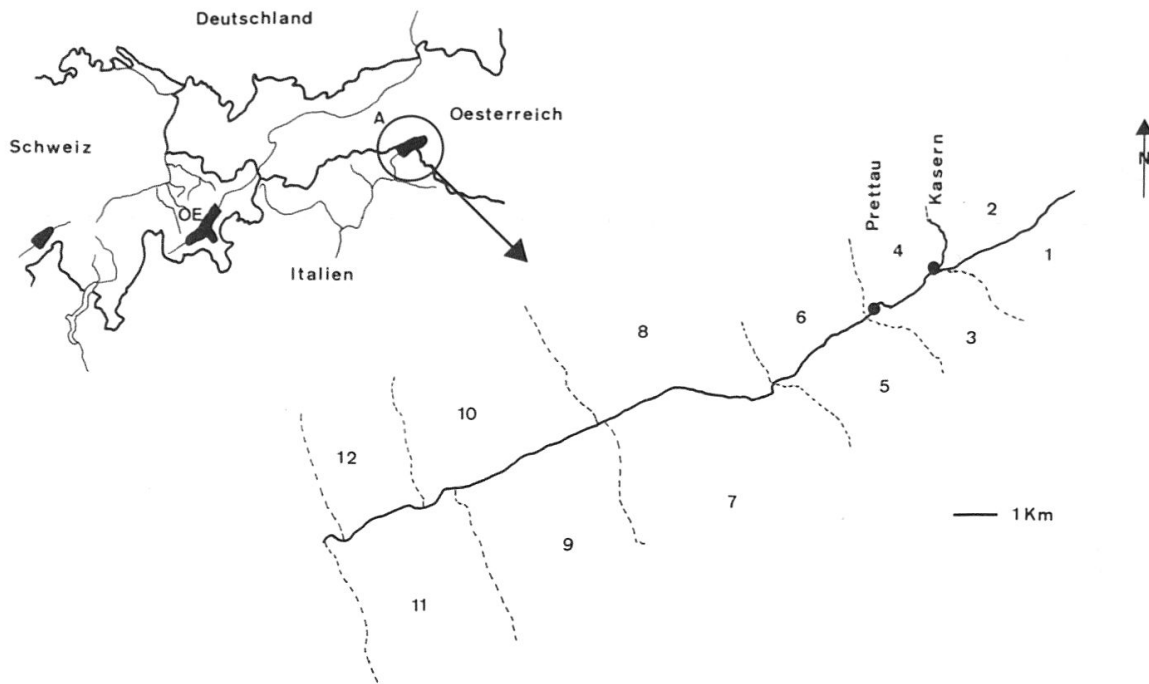 Deutschland
A
Oesterreich
Schweiz
OE
Italien
N
Prettau
Kasern
2
1
4
3
6
5
8
7
10
9
12
11
1 Km